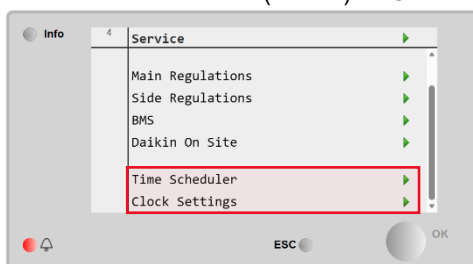 Info
4 Service
Main Regulations
Side Regulations
BMS
Daikin On Site
Time Scheduler
Clock Settings
ESC
OK